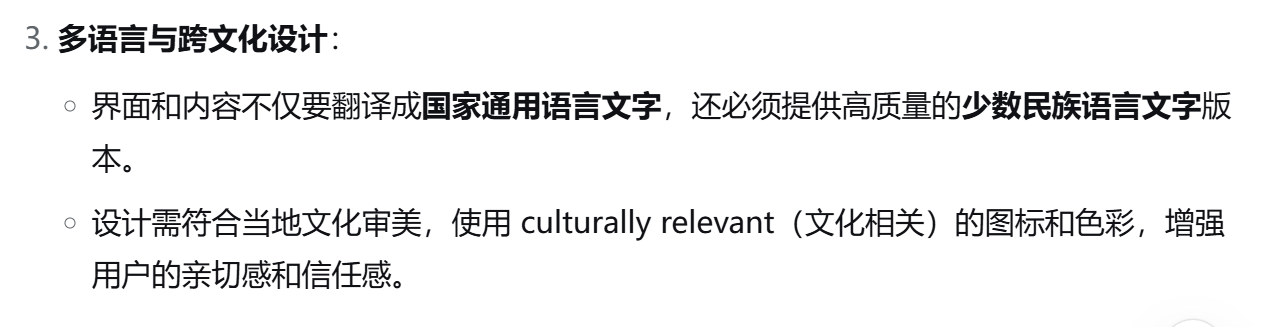 3. 多语言与跨文化设计：
○ 界面和内容不仅要翻译成国家通用语言文字，还必须提供高质量的少数民族语言文字版
本。
○ 设计需符合当地文化审美，使用 culturally relevant（文化相关）的图标和色彩，增强
用户的亲切感和信任感。